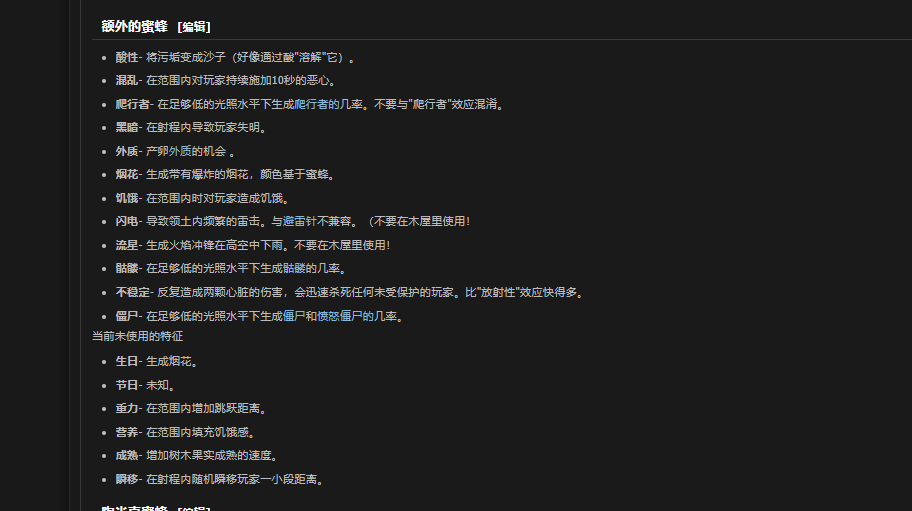 额外的蜜蜂 [编辑]
酸性- 将污垢变成沙子（好像通过酸"溶解"它）。
混乱- 在范围内对玩家持续施加10秒的恶心。
爬行者- 在足够低的光照水平下生成爬行者的几率。不要与"爬行者"效应混淆。
黑暗- 在射程内导致玩家失明。
外质- 产卵外质的机会 。
烟花- 生成带有爆炸的烟花，颜色基于蜜蜂。
饥饿- 在范围内时对玩家造成饥饿。
闪电- 导致领土内频繁的雷击。与避雷针不兼容。（不要在木屋里使用！
流星- 生成火焰冲锋在高空中下雨。不要在木屋里使用！
骷髅- 在足够低的光照水平下生成骷髅的几率。
不稳定- 反复造成两颗心脏的伤害，会迅速杀死任何未受保护的玩家。比"放射性"效应快得多。
僵尸- 在足够低的光照水平下生成僵尸和愤怒僵尸的几率。
当前未使用的特征
生日- 生成烟花。
节日- 未知。
重力- 在范围内增加跳跃距离。
营养- 在范围内填充饥饿感。
成熟- 增加树木果实成熟的速度。
瞬移- 在射程内随机瞬移玩家一小段距离。